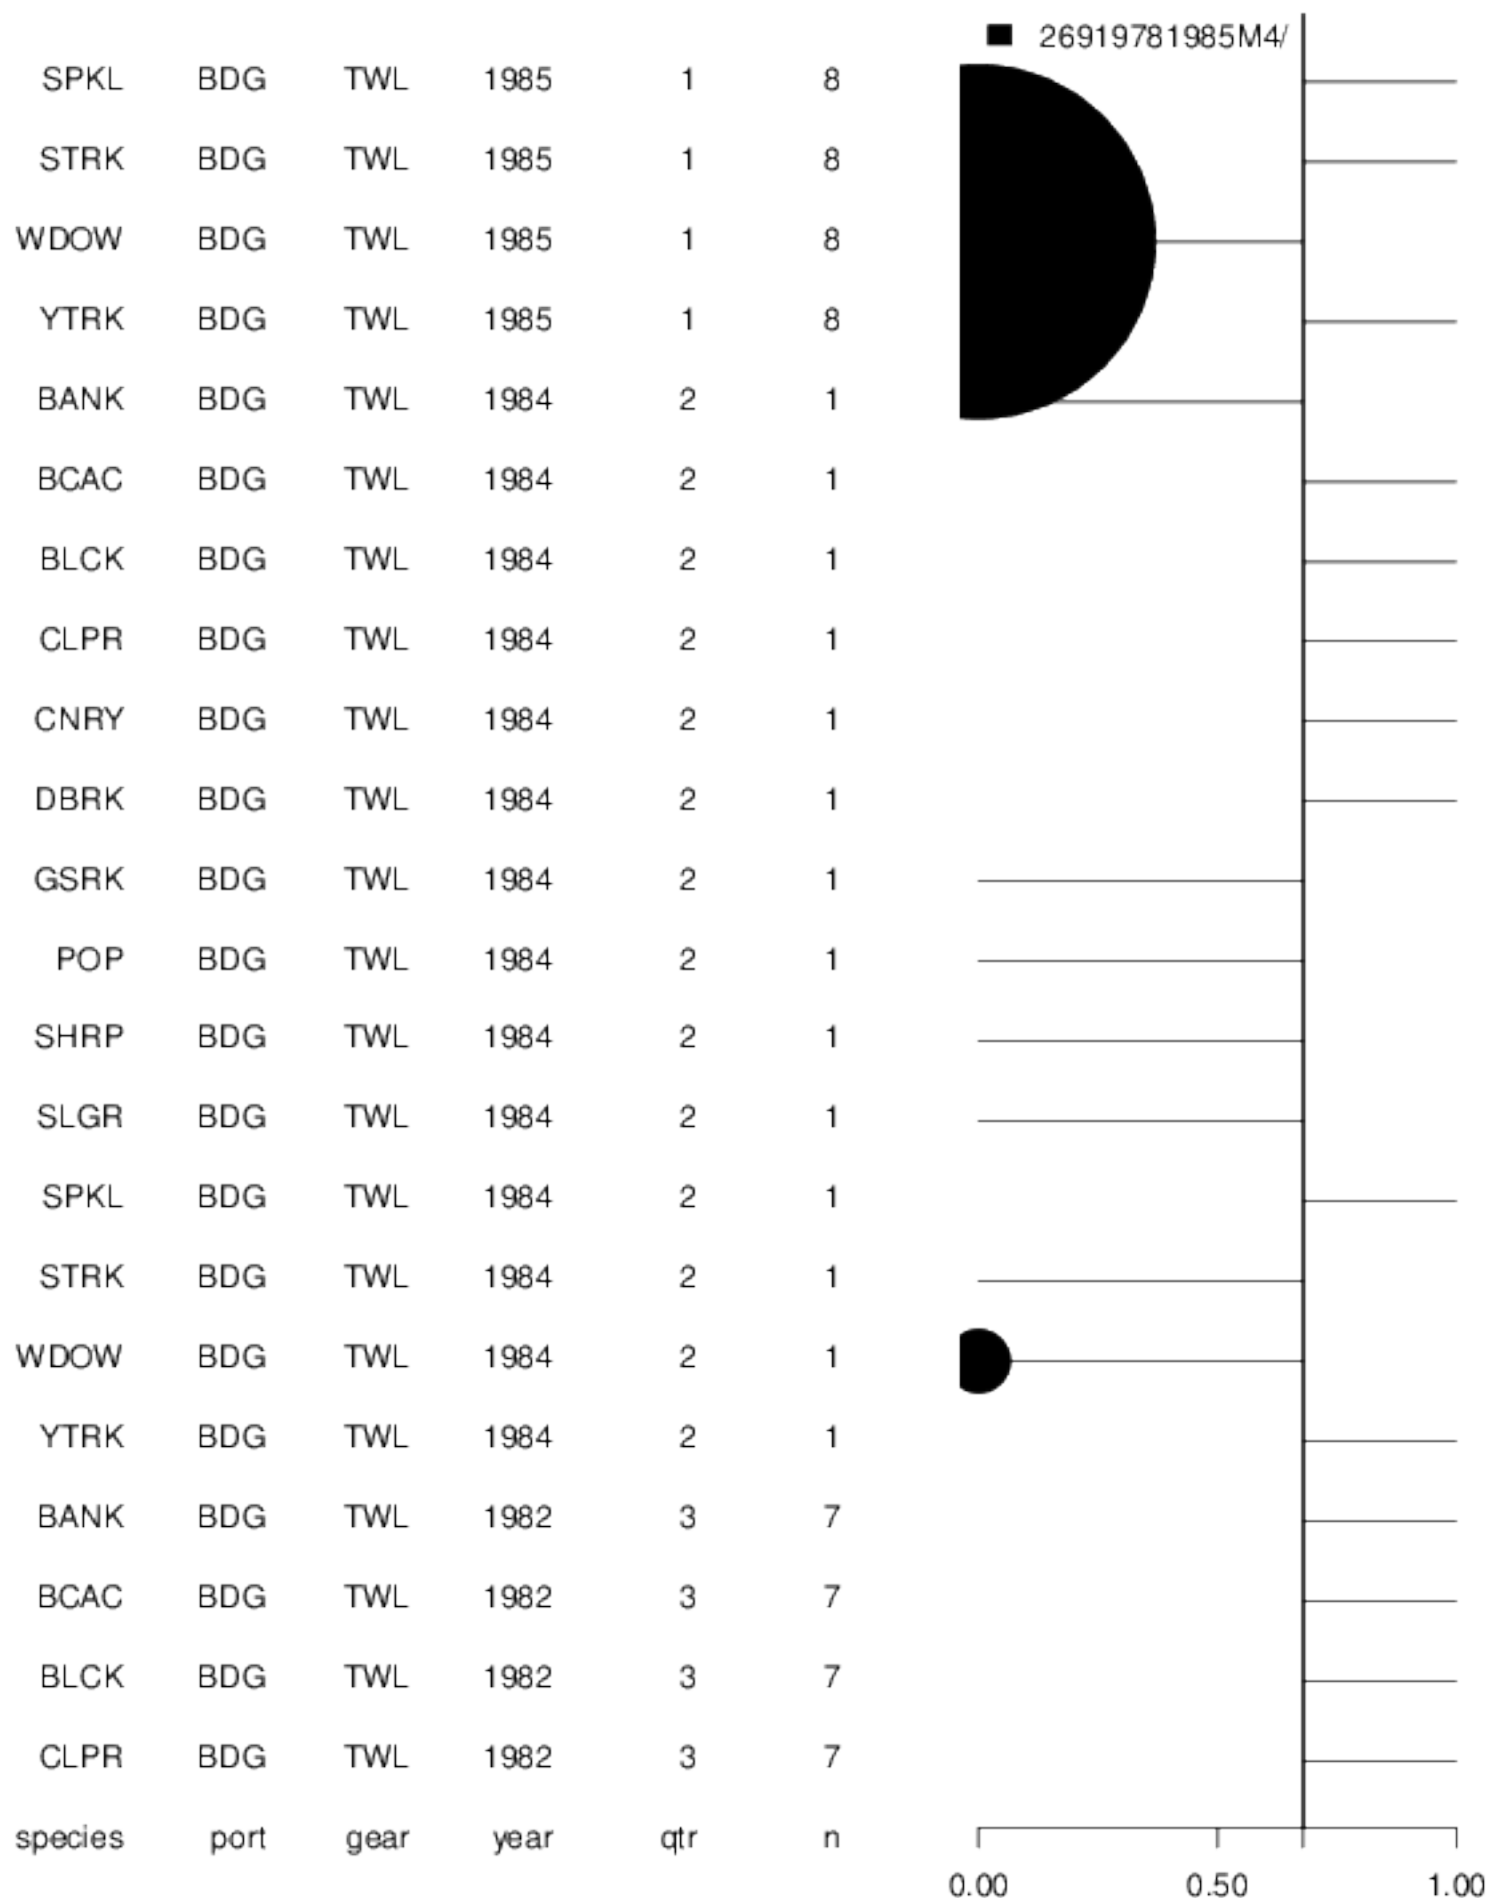 26919781985M4/
SPKL BDG TWL 1985 1 8
STRK BDG TWL 1985 1 8
WDOW BDG TWL 1985 1 8
YTRK BDG TWL 1985 1 8
BANK BDG TWL 1984 2 1
BCAC BDG TWL 1984 2 1
BLCK BDG TWL 1984 2 1
CLPR BDG TWL 1984 2 1
CNRY BDG TWL 1984 2 1
DBRK BDG TWL 1984 2 1
GSRK BDG TWL 1984 2 1
POP BDG TWL 1984 2 1
SHRP BDG TWL 1984 2 1
SLGR BDG TWL 1984 2 1
SPKL BDG TWL 1984 2 1
STRK BDG TWL 1984 2 1
WDOW BDG TWL 1984 2 1
YTRK BDG TWL 1984 2 1
BANK BDG TWL 1982 3 7
BCAC BDG TWL 1982 3 7
BLCK BDG TWL 1982 3 7
CLPR BDG TWL 1982 3 7
species port gear year qtr n
0.00 0.50 1.00